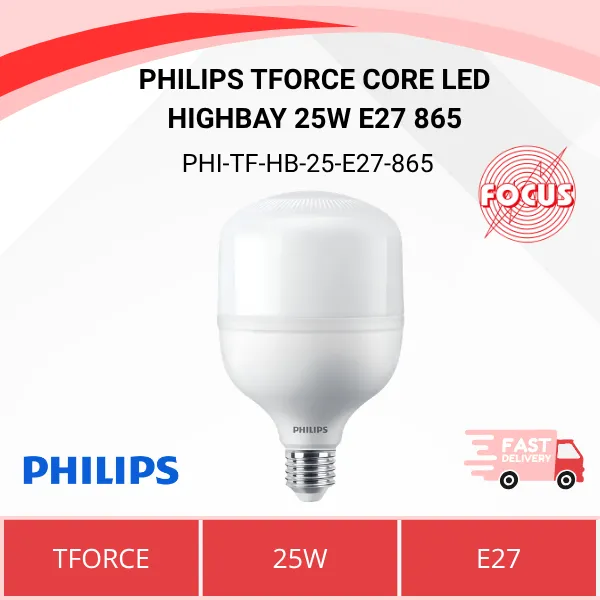 PHILIPS TFORCE CORE LED
HIGHBAY 25W E27 865
PHI-TF-HB-25-E27-865
FOCUS
PHILIPS
FAST
DELIVERY
PHILIPS
TFORCE
25W
E27